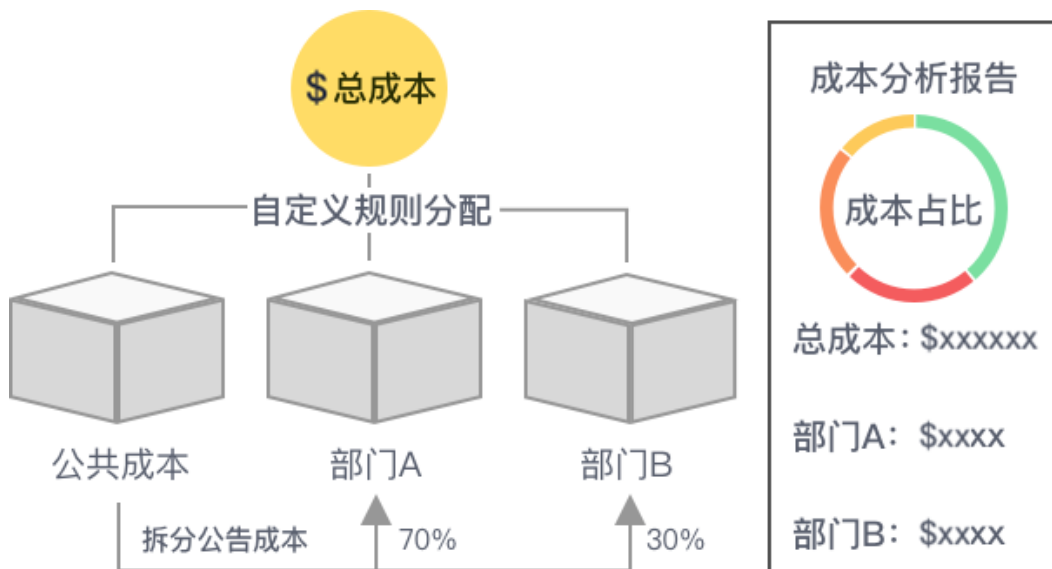 $总成本
自定义规则分配
公共成本
部门A
部门B
拆分公告成本
70%
30%
成本分析报告
成本占比
总成本: $xxxxxx
部门A: $xxxx
部门B: $xxxx